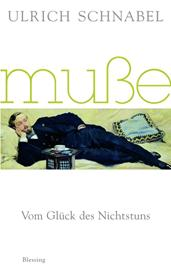 ULRICH SCHNABEL
muße
Vom Glück des Nichtstuns
Blessing